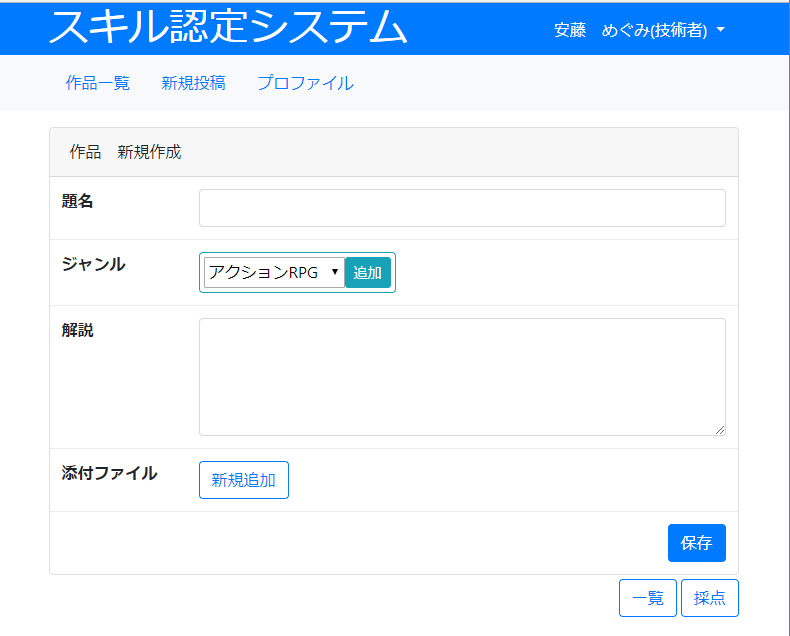 スキル認定システム
安藤　めぐみ(技術者)
作品一覧　新規投稿　プロファイル
作品　新規作成
題名
ジャンル
アクションRPG 追加
解説
添付ファイル
新規追加
保存
一覧 採点